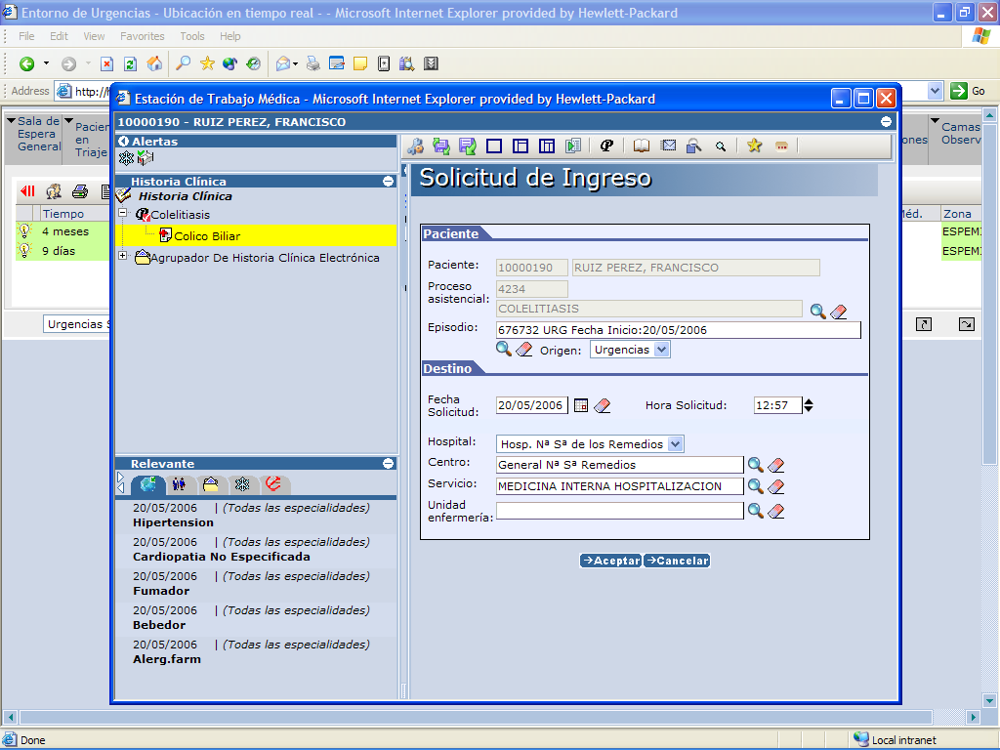 Entorno de Urgencias - Ubicación en tiempo real - - Microsoft Internet Explorer provided by Hewlett-Packard
File Edit View Favorites Tools Help
Address http://
Go
Estación de Trabajo Médica - Microsoft Internet Explorer provided by Hewlett-Packard
10000190 - RUIZ PEREZ, FRANCISCO
Sala de
Espera
General
Pacien
en
Triaje
ones
Camas
Observ
Tiempo
4 meses
9 días
Méd.
Zona
ESPEMI
ESPEMI
Urgencias S
Alertas
Historia Clínica
Historia Clínica
Colelitiasis
Colico Biliar
Agrupador De Historia Clínica Electrónica
Relevante
20/05/2006 | (Todas las especialidades)
Hipertension
20/05/2006 | (Todas las especialidades)
Cardiopatia No Especificada
20/05/2006 | (Todas las especialidades)
Fumador
20/05/2006 | (Todas las especialidades)
Bebedor
20/05/2006 | (Todas las especialidades)
Alerg.farm
Solicitud de Ingreso
Paciente
Paciente: 10000190 RUIZ PEREZ, FRANCISCO
Proceso
asistencial: 4234
COLELITIASIS
Episodio: 676732 URG Fecha Inicio:20/05/2006
Origen: Urgencias
Destino
Fecha
Solicitud: 20/05/2006 Hora Solicitud: 12:57
Hospital: Hosp. Nª Sª de los Remedios
Centro: General Nª Sª Remedios
Servicio: MEDICINA INTERNA HOSPITALIZACION
Unidad
enfermería:
Aceptar Cancelar
Done
Local intranet